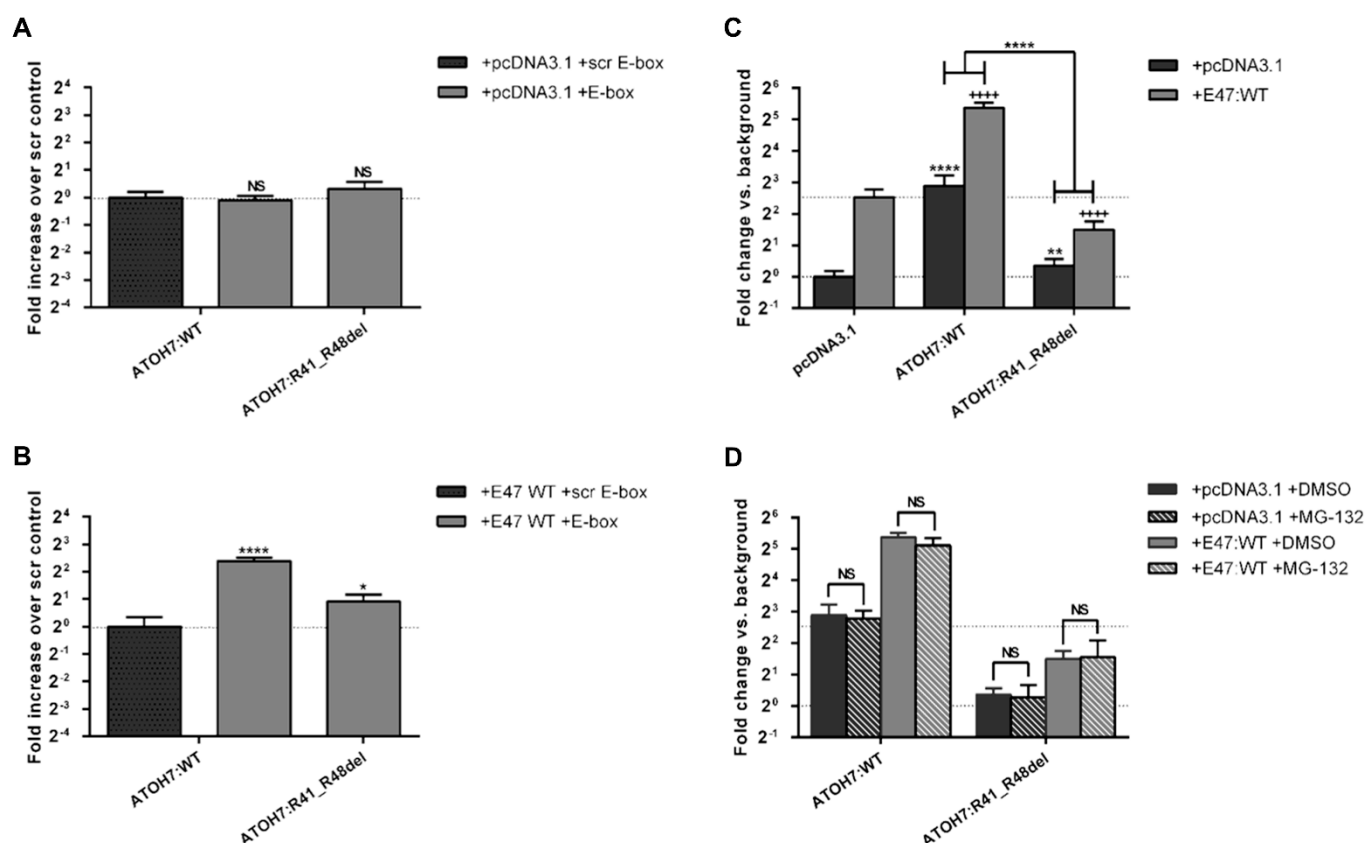 A
Fold increase over scr control
2^4
2^3
2^2
2^1
2^0
2^-1
2^-2
2^-3
2^-4
NS
NS
ATOH7:WT
ATOH7:R41_R48del
+pcDNA3.1 +scr E-box
+pcDNA3.1 +E-box
C
Fold change vs. background
2^6
2^5
2^4
2^3
2^2
2^1
2^0
2^-1
****
++++
****
++++
**
pcDNA3.1
ATOH7:WT
ATOH7:R41_R48del
+pcDNA3.1
+E47:WT
B
Fold increase over scr control
2^4
2^3
2^2
2^1
2^0
2^-1
2^-2
2^-3
2^-4
****
*
ATOH7:WT
ATOH7:R41_R48del
+E47 WT +scr E-box
+E47 WT +E-box
D
Fold change vs. background
2^6
2^5
2^4
2^3
2^2
2^1
2^0
2^-1
NS
NS
NS
NS
ATOH7:WT
ATOH7:R41_R48del
+pcDNA3.1 +DMSO
+pcDNA3.1 +MG-132
+E47:WT +DMSO
+E47:WT +MG-132